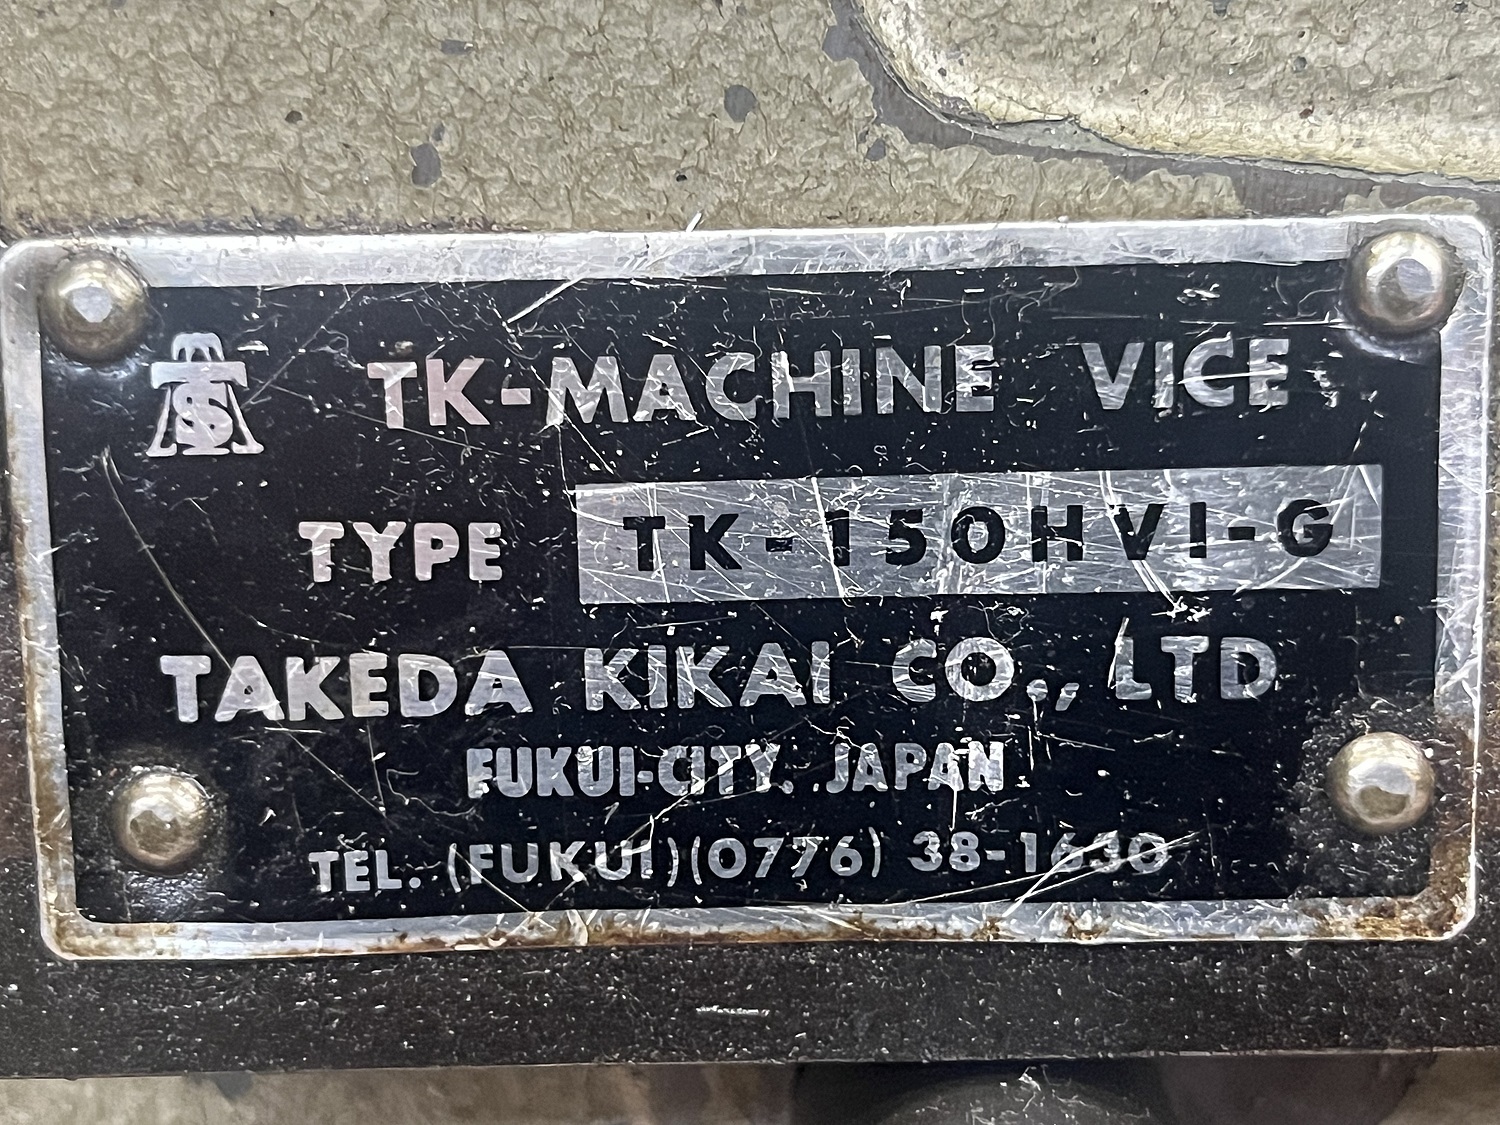 TK-MACHINE VICE
TYPE TK-150HVI-G
TAKEDA KIKAI CO., LTD
FUKUI-CITY. JAPAN
TEL. (FUKUI)(0776) 38-1630